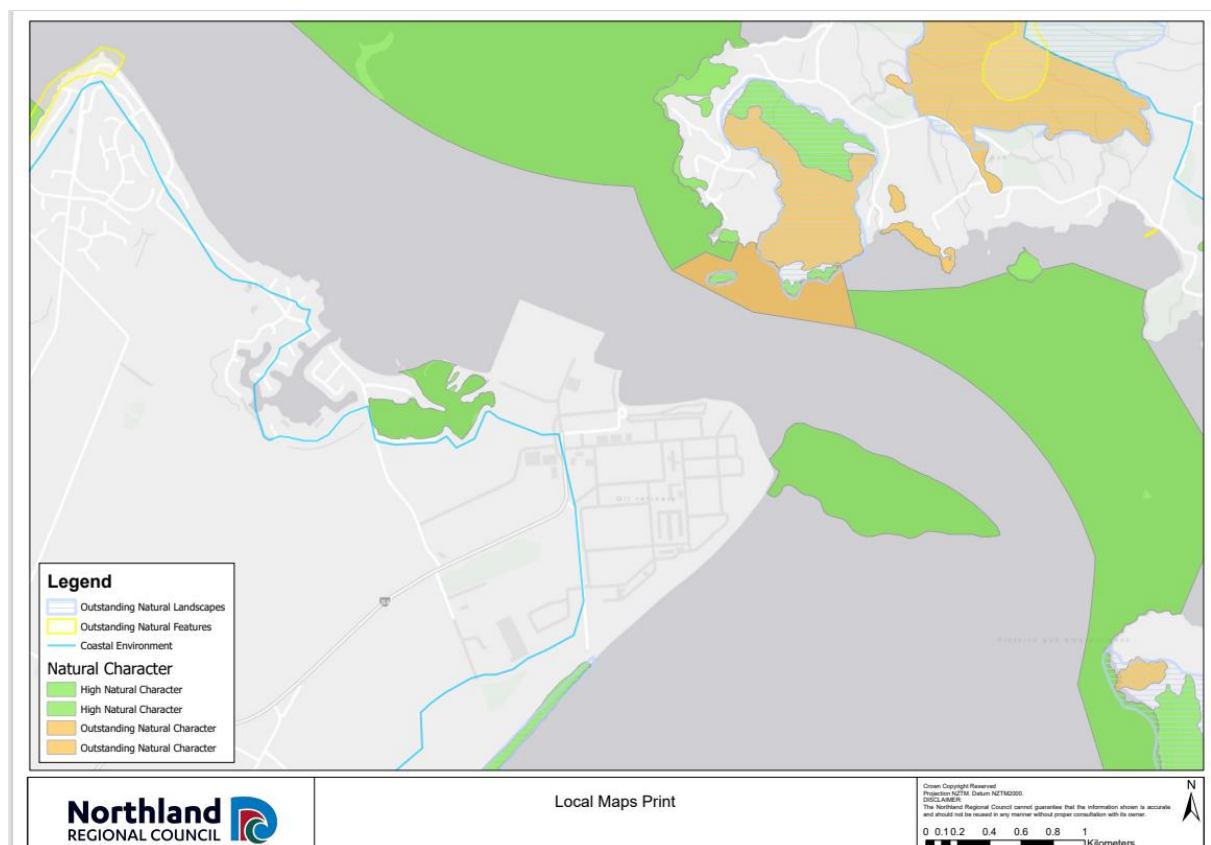 Oil refinery
Legend
Outstanding Natural Landscapes
Outstanding Natural Features
Coastal Environment
Natural Character
High Natural Character
High Natural Character
Outstanding Natural Character
Outstanding Natural Character
Northland
REGIONAL COUNCIL
Local Maps Print
Crown Copyright Reserved
Projection NZTM. Datum NZTM2000.
DISCLAIMER:
The Northland Regional Council cannot guarantee that the information shown is accurate
and should not be reused in any manner without proper consultation with its owner.
N
0 0.1 0.2 0.4 0.6 0.8 1
Kilometers